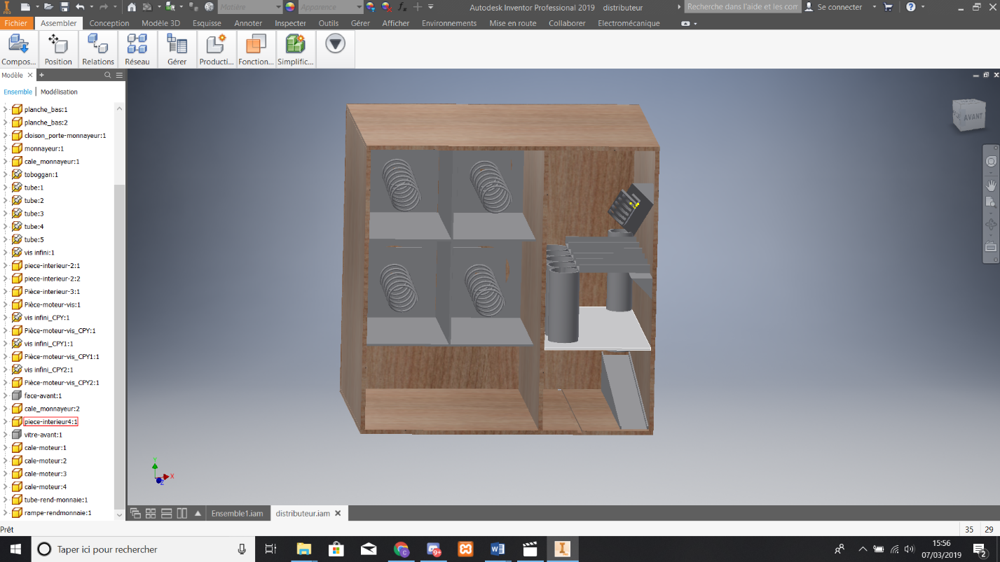 PRO
Matière
Apparence
Autodesk Inventor Professional 2019 distributeur
Recherche dans l'aide et les com
Se connecter
Fichier Assembler Conception Modèle 3D Esquisse Annoter Inspecter Outils Gérer Afficher Environnements Mise en route Collaborer Electromécanique
Compos... Position Relations Réseau Gérer Producti... Fonction... Simplific...
Modèle
Ensemble Modélisation
planche_bas:1
planche_bas:2
cloison_porte-monnayeur:1
monnayeur:1
cale_monnayeur:1
toboggan:1
tube:1
tube:2
tube:3
tube:4
tube:5
vis infini:1
piece-interieur-2:1
piece-interieur-2:2
Pièce-interieur-3:1
Pièce-moteur-vis:1
vis infini_CPY:1
Pièce-moteur-vis_CPY:1
vis infini_CPY1:1
Pièce-moteur-vis_CPY1:1
vis infini_CPY2:1
Pièce-moteur-vis_CPY2:1
face-avant:1
cale_monnayeur:2
piece-interieur4:1
vitre-avant:1
cale-moteur:1
cale-moteur:2
cale-moteur:3
cale-moteur:4
tube-rend-monnaie:1
rampe-rendmonnaie:1
AVANT
Y
X
Z
Ensemble1.iam distributeur.iam
Prêt
35 29
Taper ici pour rechercher
9+
15:56
07/03/2019
2